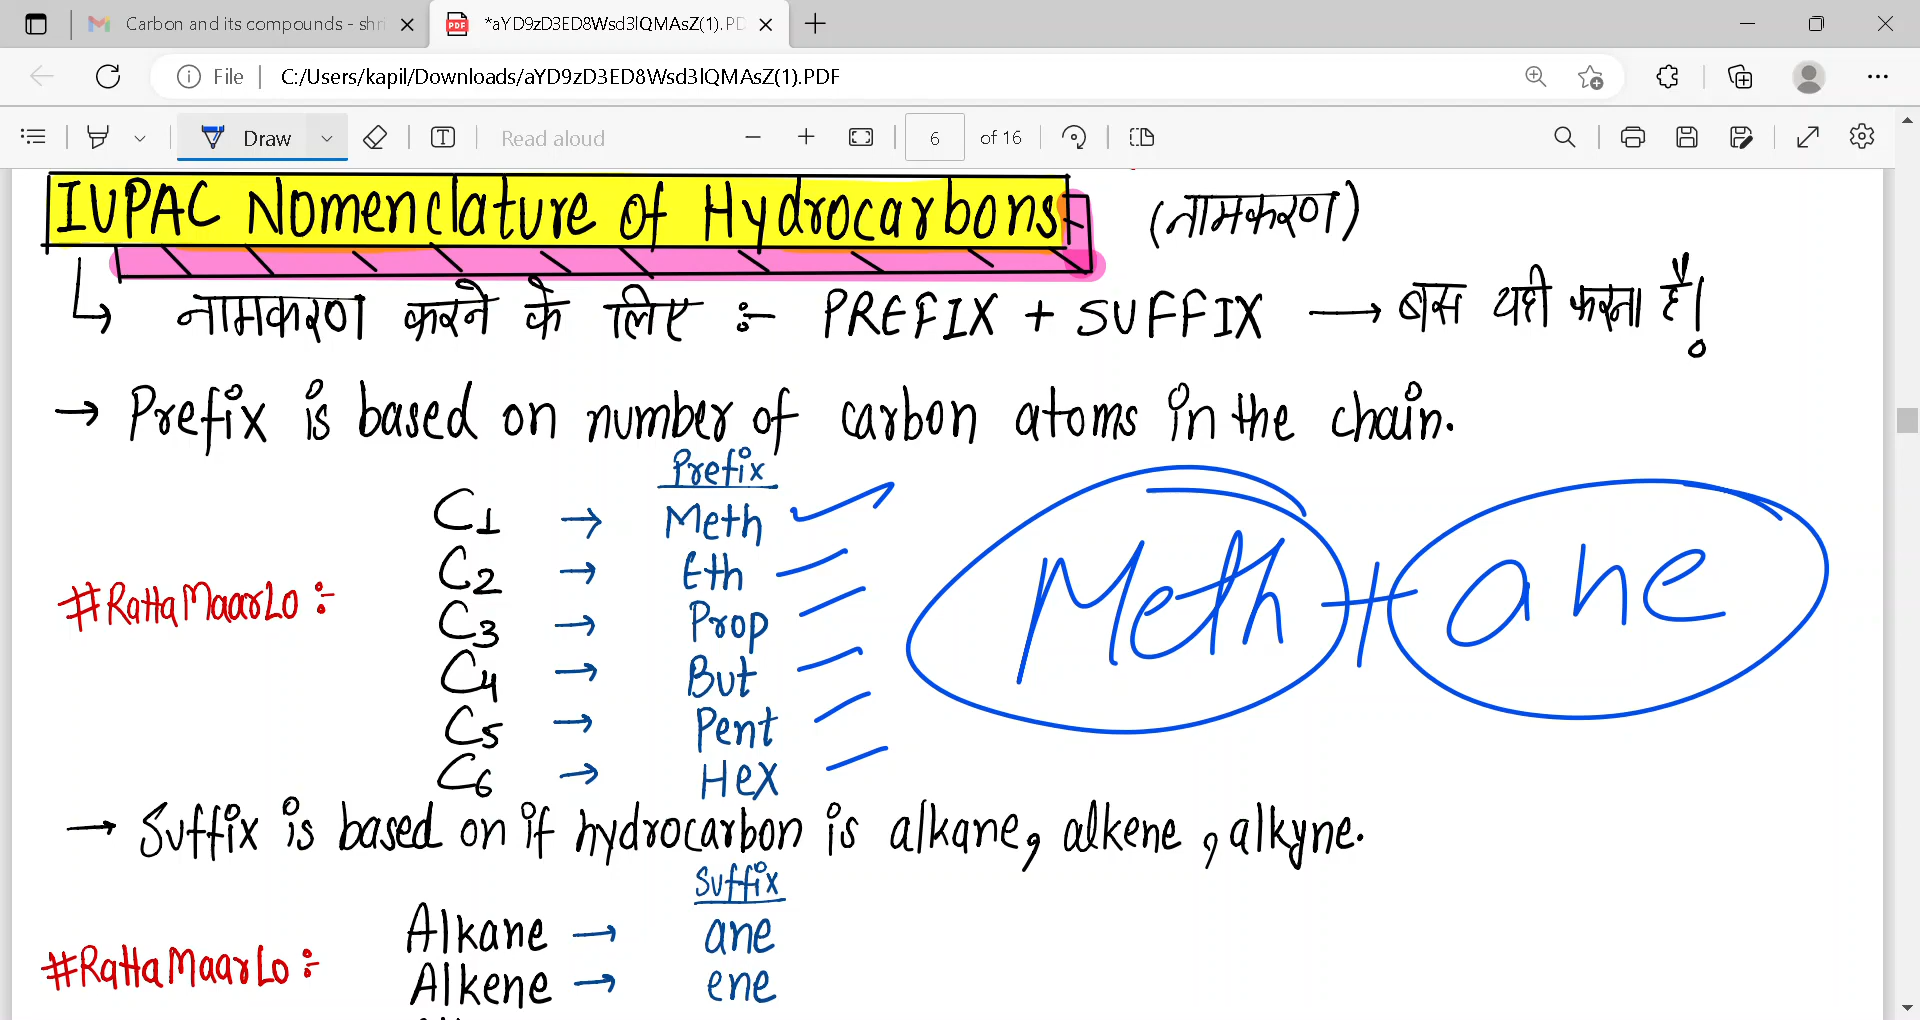 Carbon and its compounds - shri
*aYD9zD3ED8Wsd3lQMAsZ(1).PD
File
C:/Users/kapil/Downloads/aYD9zD3ED8Wsd3lQMAsZ(1).PDF
Draw
Read aloud
6 of 16
IUPAC Nomenclature of Hydrocarbons (नामकरण)
नामकरण करने के लिए :- PREFIX + SUFFIX → बस यही करना है!
→ Prefix is based on number of carbon atoms in the chain.
Prefix
C1 → Meth
C2 → Eth
C3 → Prop
C4 → But
C5 → Pent
C6 → Hex
#RattaMaarLo :-
Meth + ane
→ Suffix is based on if hydrocarbon is alkane, alkene, alkyne.
Suffix
Alkane → ane
Alkene → ene
#RattaMaarLo :-